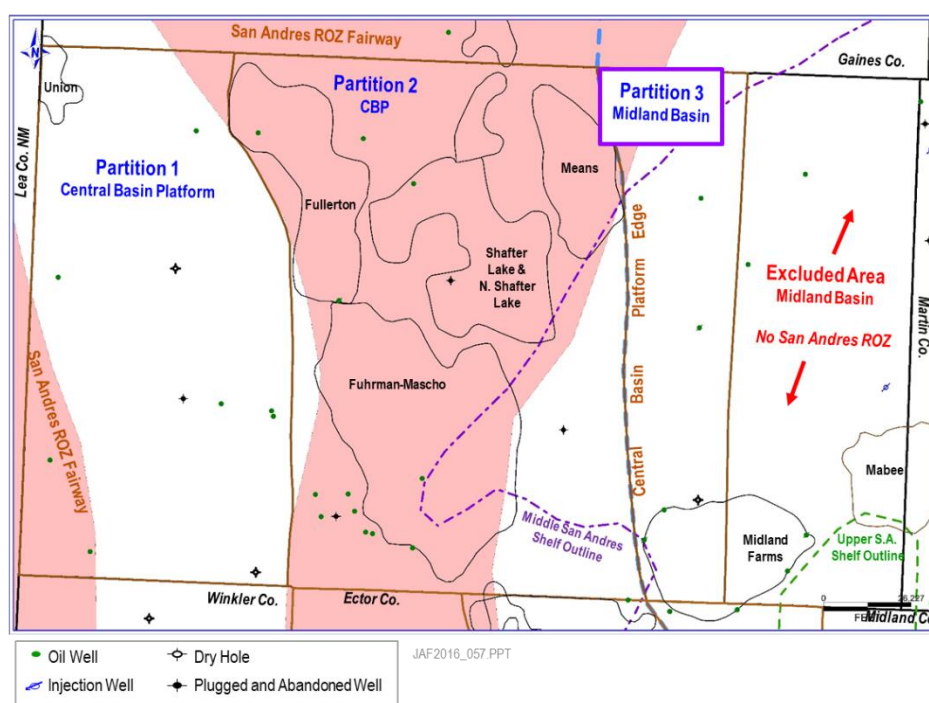 San Andres ROZ Fairway
Gaines Co.
N
Union
Partition 2
CBP
Partition 3
Midland Basin
Lea Co. NM
Partition 1
Central Basin Platform
Means
Fullerton
Shafter
Lake &
N. Shafter
Lake
Central Basin Platform Edge
Excluded Area
Midland Basin
No San Andres ROZ
Martin Co.
San Andres ROZ Fairway
Fuhrman-Mascho
Mabee
Middle San Andres
Shelf Outline
Midland
Farms
Upper S.A.
Shelf Outline
Winkler Co.
Ector Co.
0 26,227
Midland Co
Oil Well
Dry Hole
Injection Well
Plugged and Abandoned Well
JAF2016_057.PPT